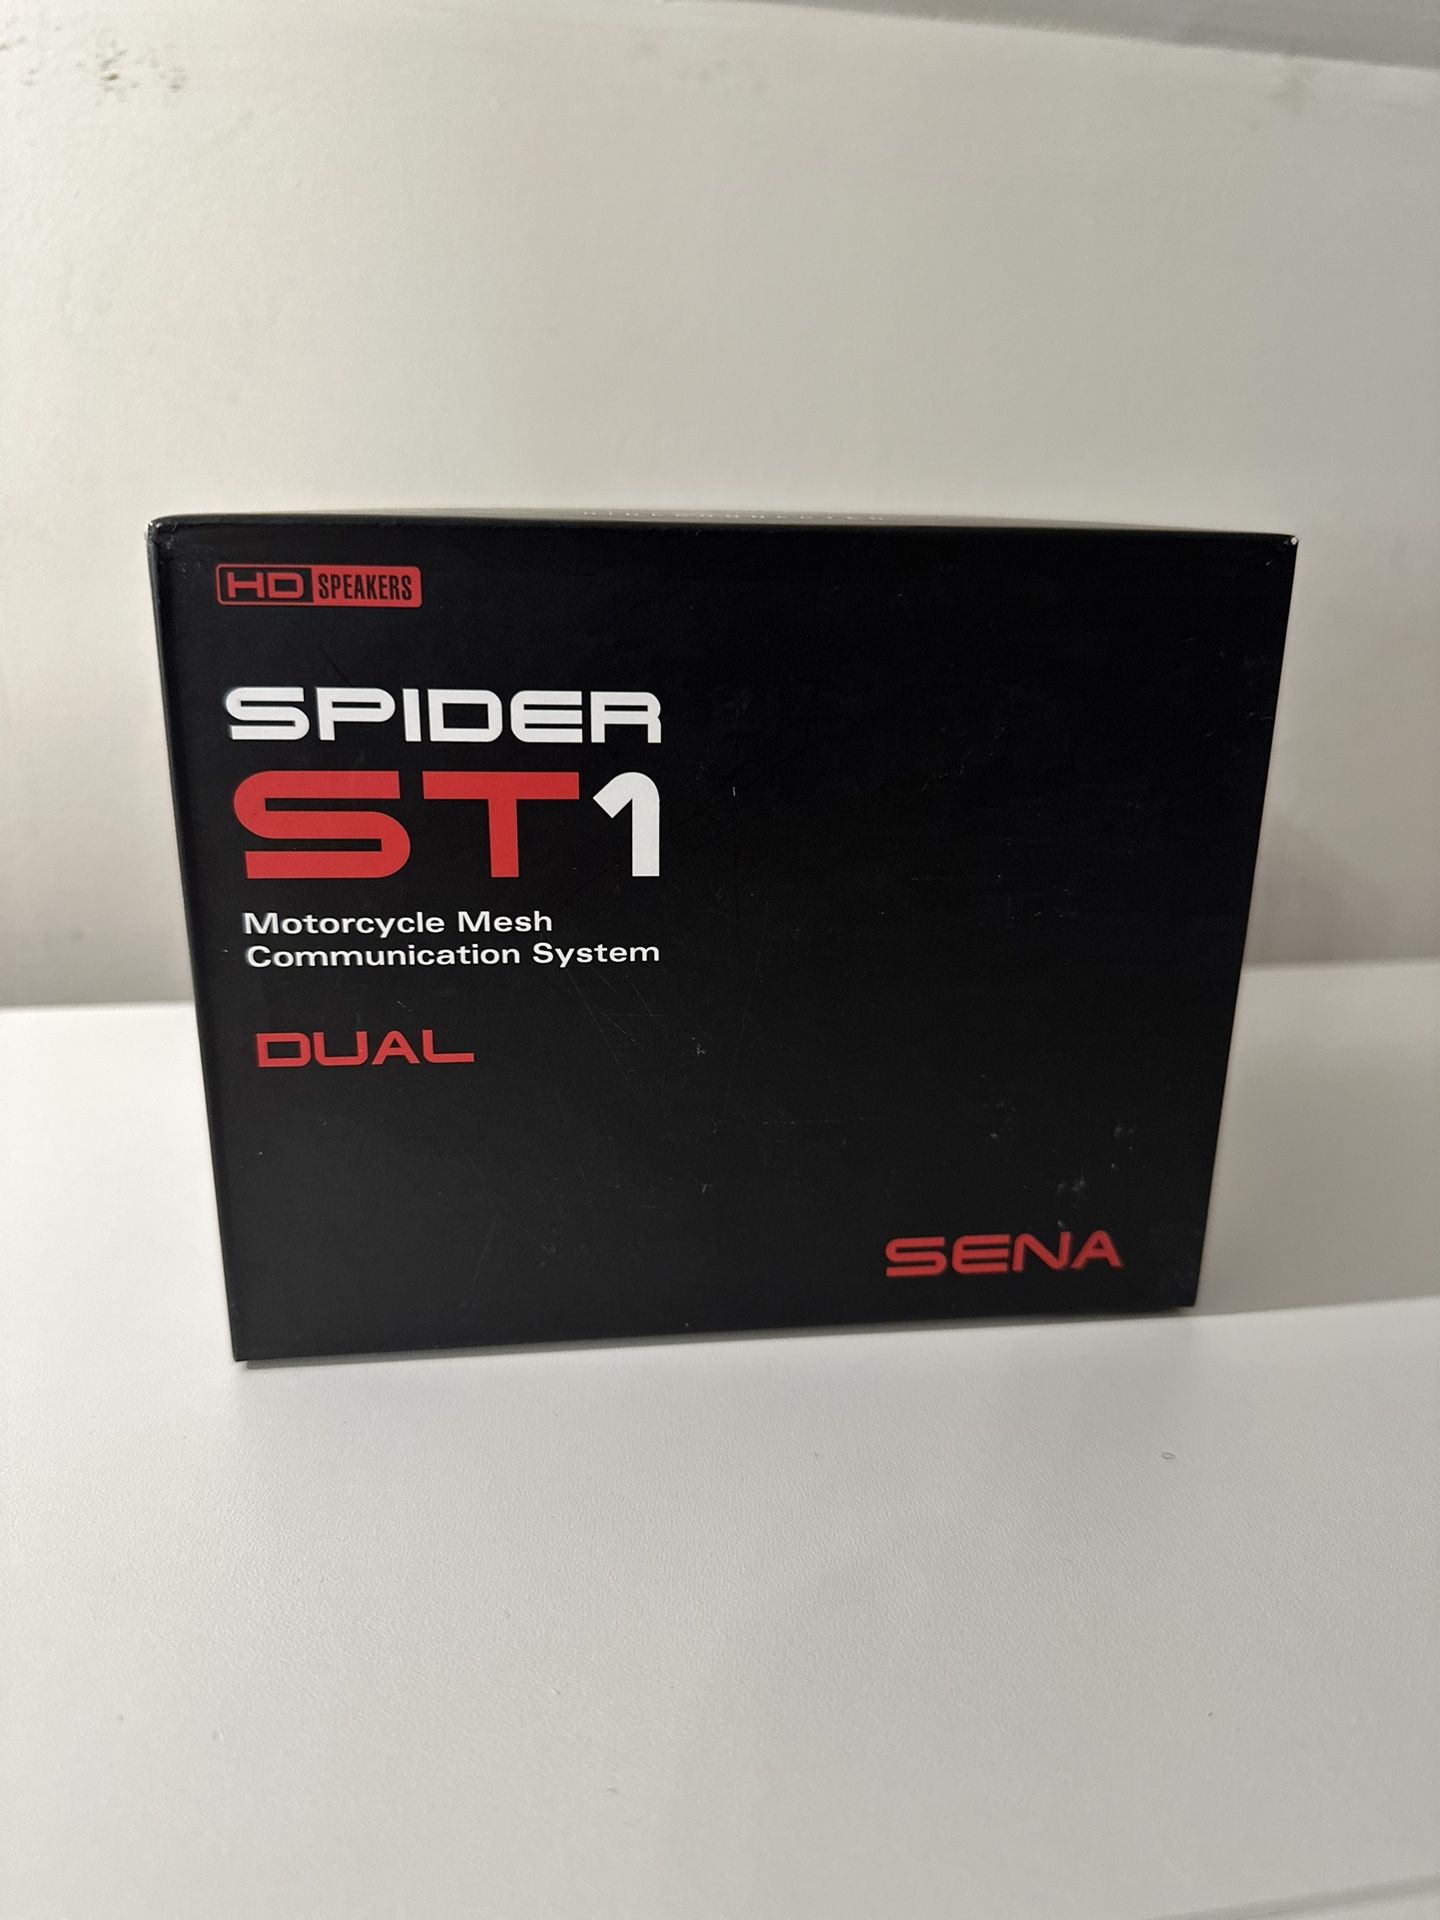 HD SPEAKERS
SPIDER
ST1
Motorcycle Mesh
Communication System
DUAL
SENA